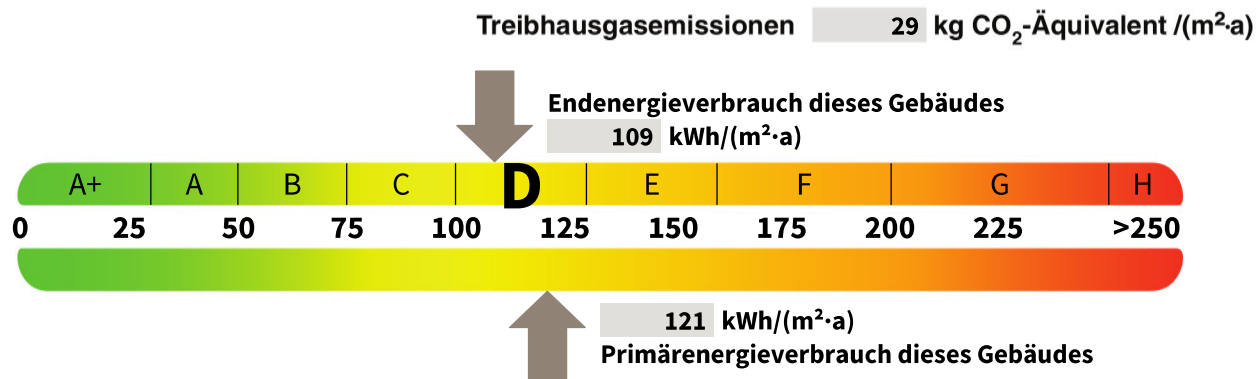 Treibhausgasemissionen 29 kg CO₂-Äquivalent /(m²·a)
Endenergieverbrauch dieses Gebäudes
109 kWh/(m²·a)
A+ A B C D E F G H
0 25 50 75 100 125 150 175 200 225 >250
121 kWh/(m²·a)
Primärenergieverbrauch dieses Gebäudes